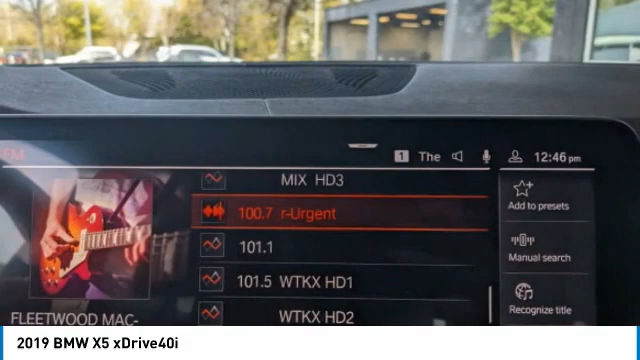 FM
1 The
12:46 pm
MIX HD3
100.7 r-Urgent
101.1
101.5 WTKX HD1
WTKX HD2
FLEETWOOD MAC-
Add to presets
Manual search
Recognize title
2019 BMW X5 xDrive40i